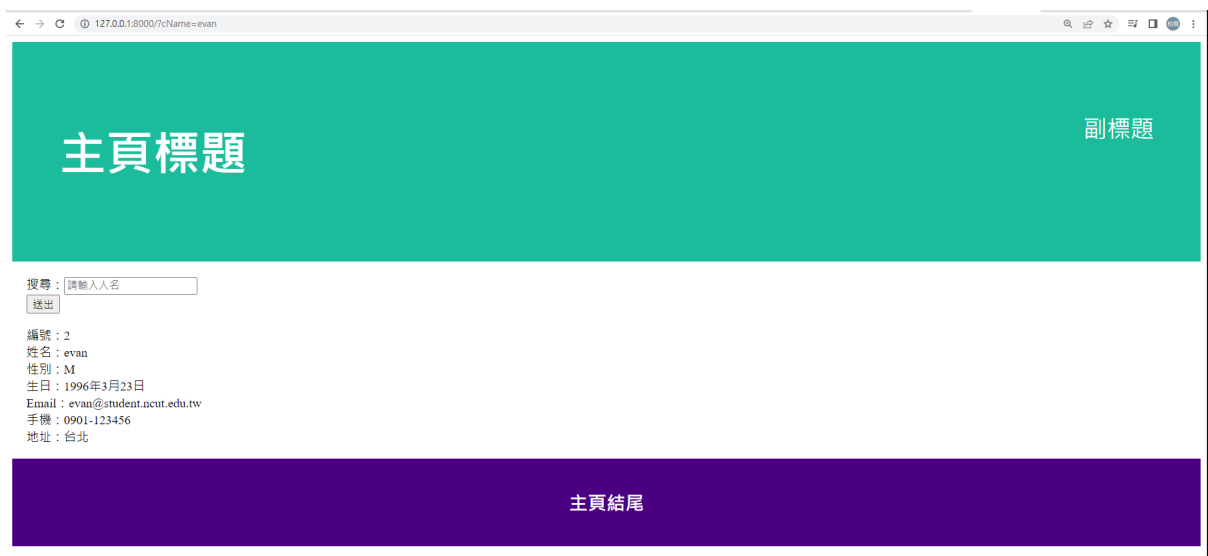 127.0.0.1:8000/?cName=evan
主頁標題
副標題
搜尋：請輸入人名
送出
編號：2
姓名：evan
性別：M
生日：1996年3月23日
Email：evan@student.ncut.edu.tw
手機：0901-123456
地址：台北
主頁結尾